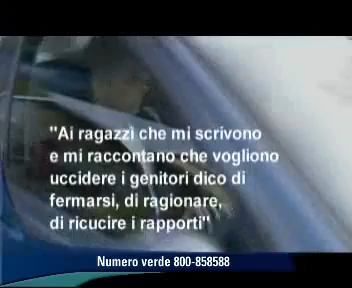 "Ai ragazzi che mi scrivono
e mi raccontano che vogliono
uccidere i genitori dico di
fermarsi, di ragionare,
di ricucire i rapporti"
Numero verde 800-858588